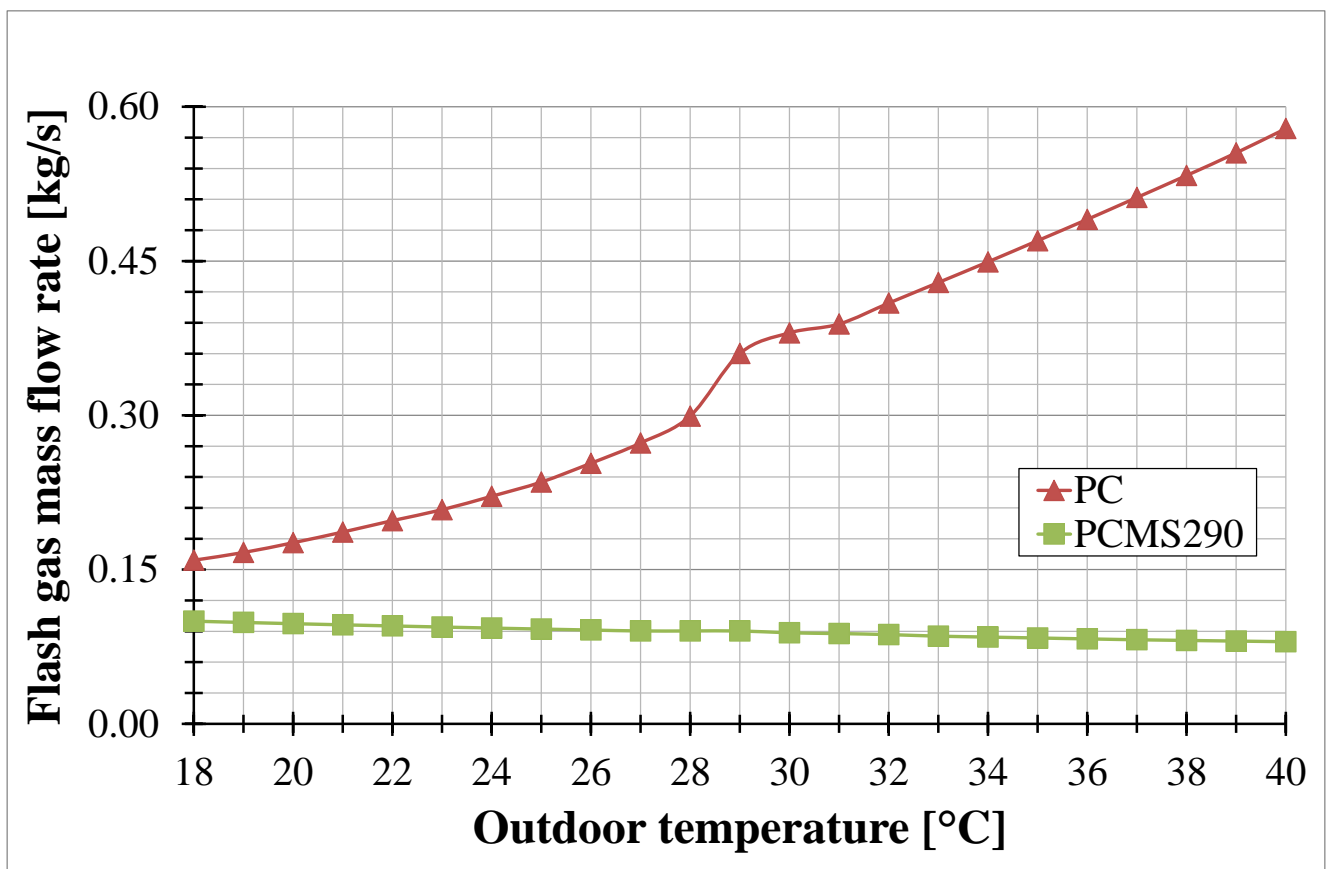 Flash gas mass flow rate [kg/s]
0.60
0.45
0.30
0.15
0.00
PC
PCMS290
18 20 22 24 26 28 30 32 34 36 38 40
Outdoor temperature [°C]